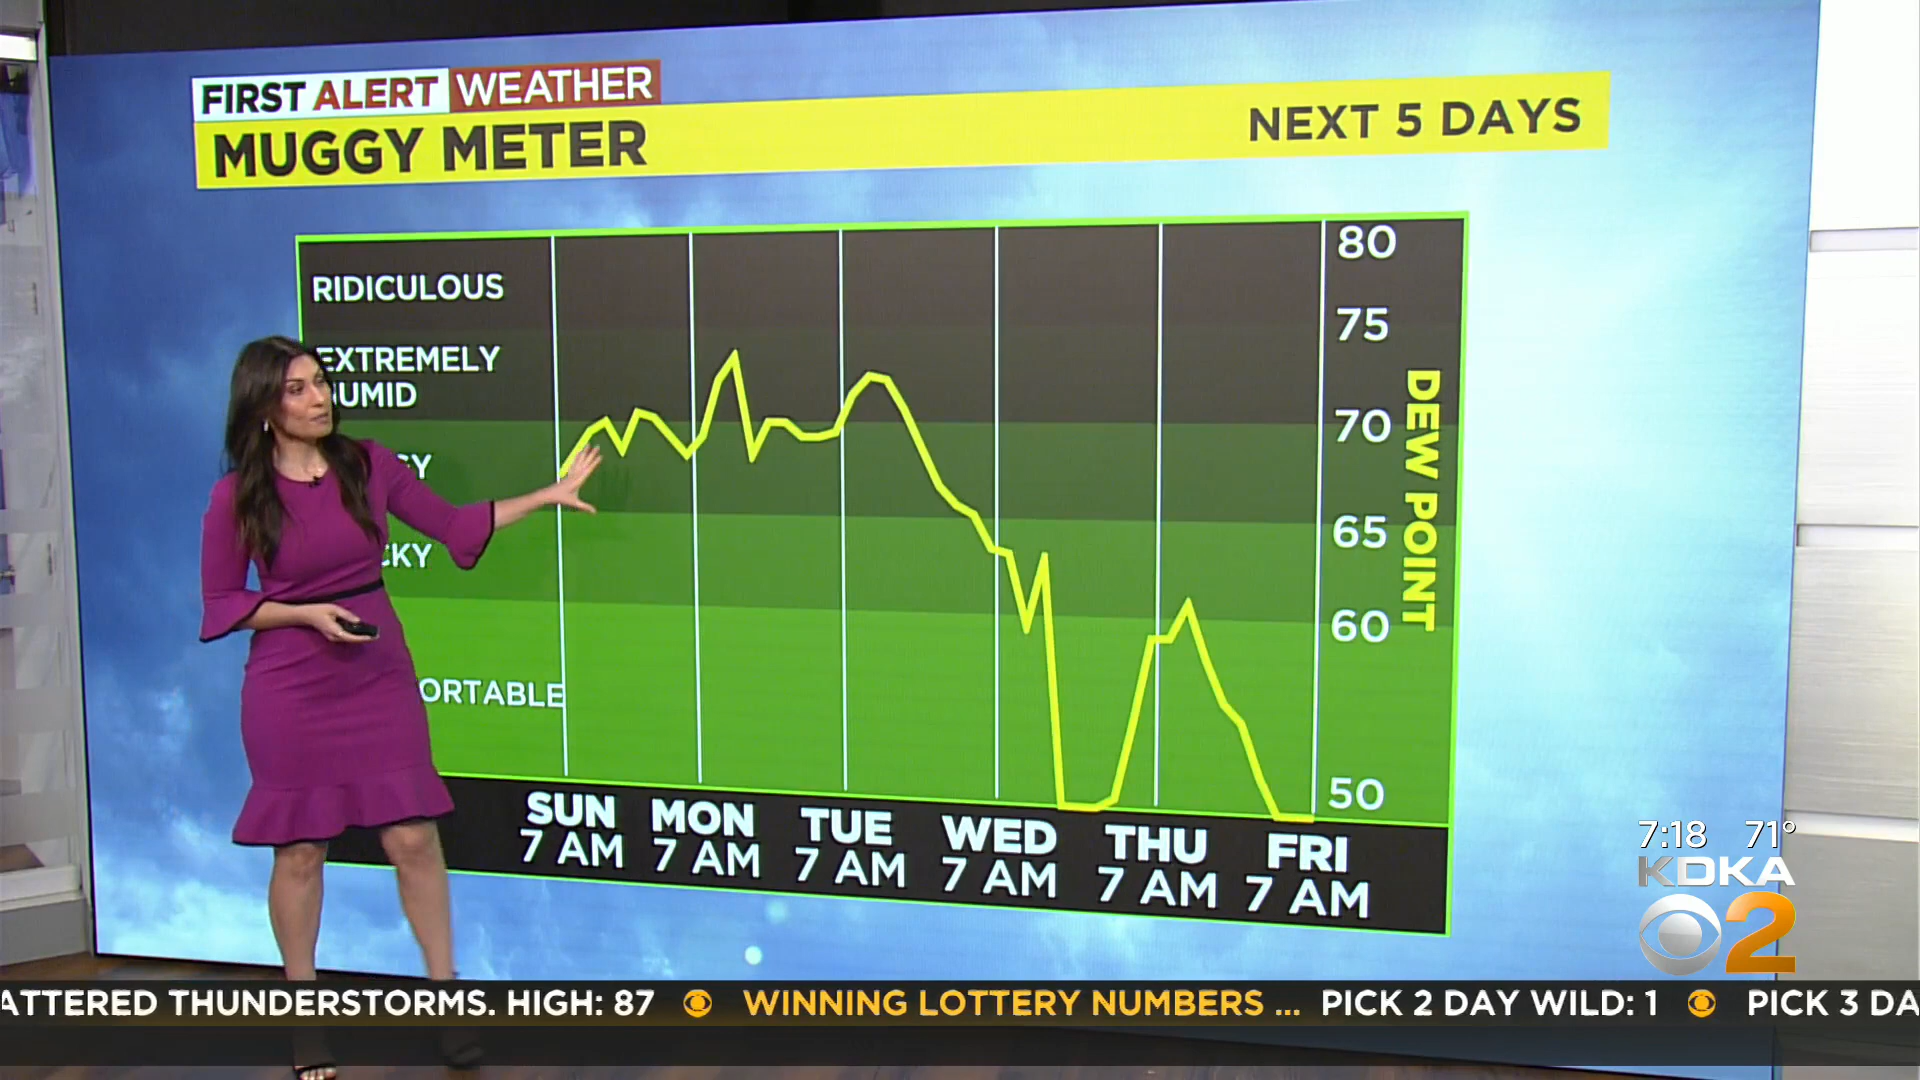 FIRST ALERT WEATHER
MUGGY METER
NEXT 5 DAYS
RIDICULOUS
EXTREMELY
UMID
GY
CKY
ORTABLE
80
75
70
65
60
50
DEW POINT
SUN MON TUE WED THU FRI
7 AM 7 AM 7 AM 7 AM 7 AM 7 AM
7:18 71°
KDKA
2
ATTERED THUNDERSTORMS. HIGH: 87 WINNING LOTTERY NUMBERS ... PICK 2 DAY WILD: 1 PICK 3 DA